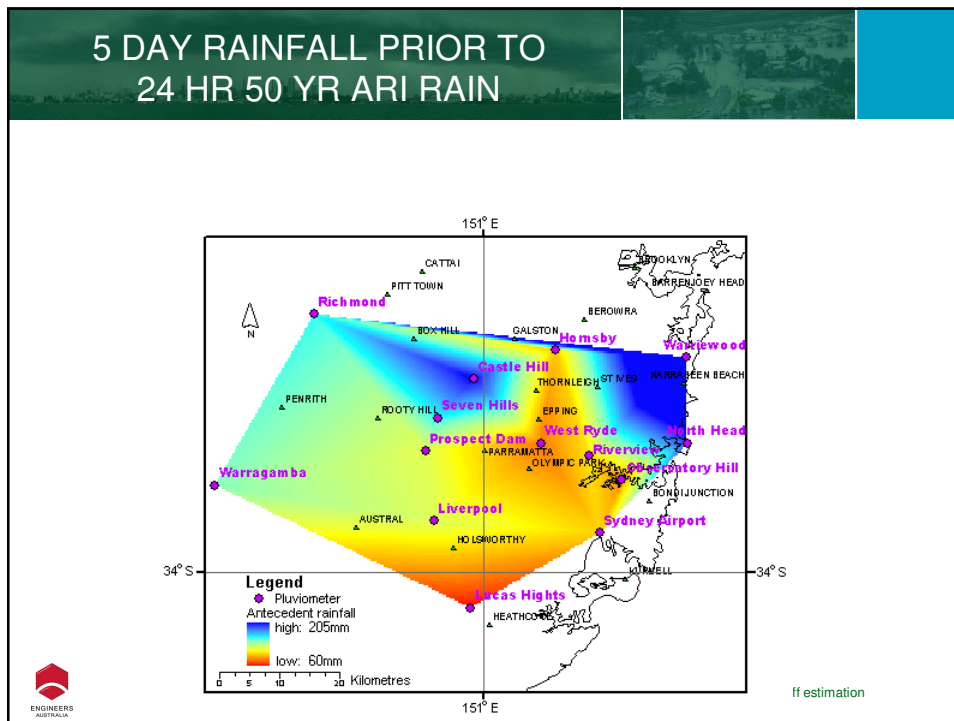 5 DAY RAINFALL PRIOR TO
24 HR 50 YR ARI RAIN
151° E
CATTAI
BROOKLYN
PITT TOWN
BARRENJOEY HEAD
Richmond
BEROWRA
N
BOX HILL
GALSTON
Hornsby
Warriewood
Castle Hill
NARRABEEN BEACH
THORNLEIGH
ST IVES
PENRITH
Seven Hills
ROOTY HILL
EPPING
West Ryde
North Head
Prospect Dam
PARRAMATTA
Riverview
OLYMPIC PARK
Observatory Hill
Warragamba
BONDI JUNCTION
Liverpool
AUSTRAL
Sydney Airport
HOLSWORTHY
34° S
34° S
KURNELL
Legend
Pluviometer
Lucas Hights
Antecedent rainfall
HEATHCOTE
high: 205mm
low: 60mm
0 5 10 20 Kilometres
151° E
ENGINEERS
AUSTRALIA
ff estimation